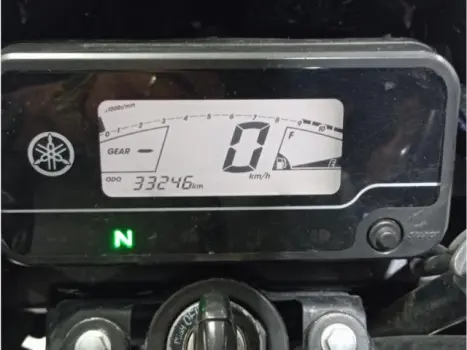 x1000r/min
0 1 2 3 4 5 6 7 8 9 10
GEAR - 0 F
E
ODO 33246 km km/h
N
SELECT